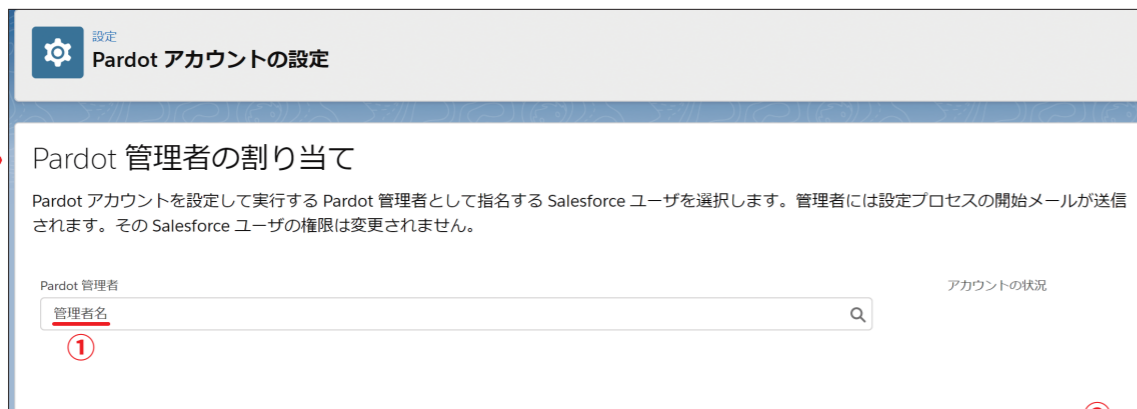 設定
Pardot アカウントの設定
Pardot 管理者の割り当て
Pardot アカウントを設定して実行する Pardot 管理者として指名する Salesforce ユーザを選択します。管理者には設定プロセスの開始メールが送信
されます。その Salesforce ユーザの権限は変更されません。
Pardot 管理者
アカウントの状況
管理者名
①